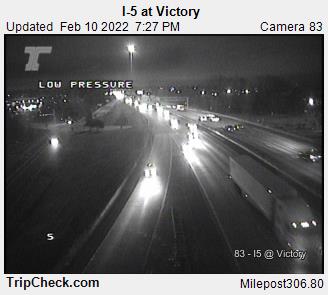 I-5 at Victory
Updated Feb 10 2022 7:27 PM Camera 83
T
LOW PRESSURE
S
83 - I5 @ Victory
TripCheck.com Milepost306.80